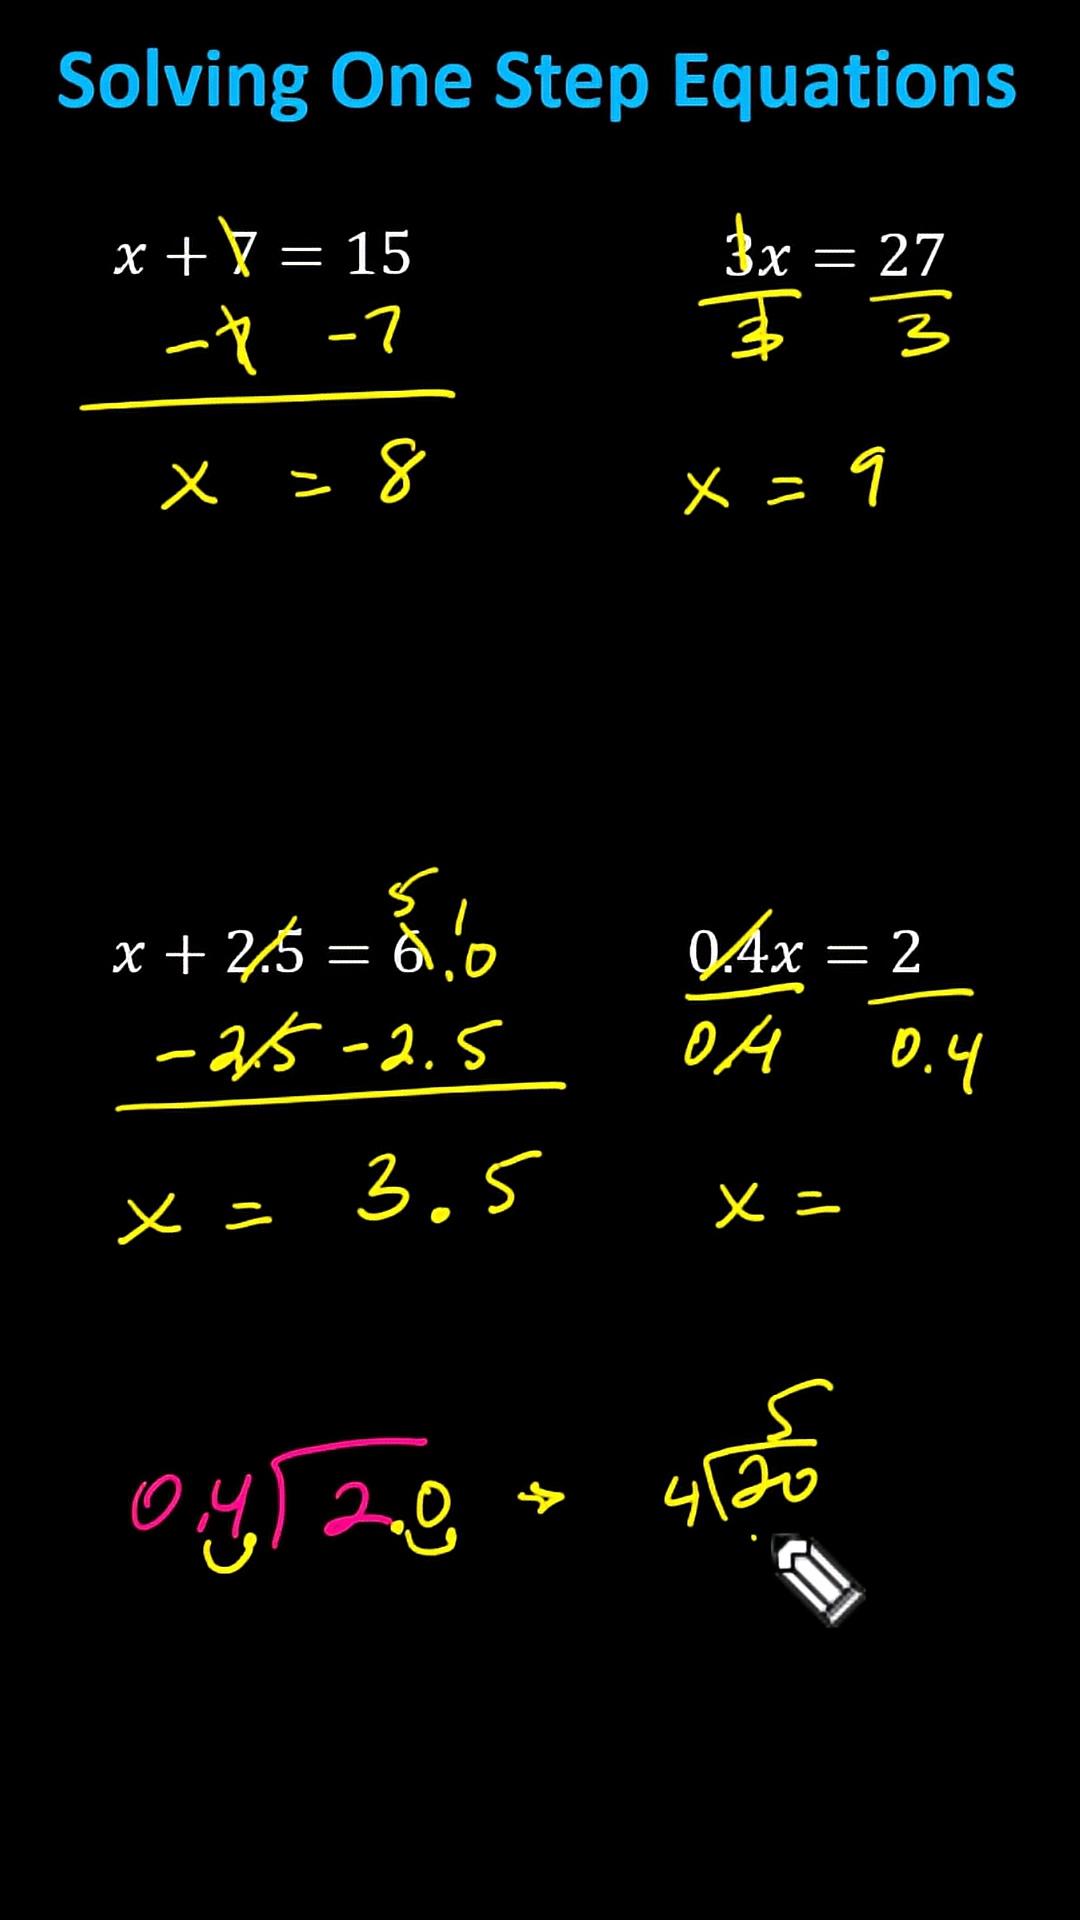 Solving One Step Equations
x + 7 = 15
-7 -7
x = 8
3x = 27
3 3
x = 9
5 1
x + 2.5 = 6.0
-2.5 -2.5
x = 3.5
0.4x = 2
0.4 0.4
x =
0.4 2.0 →
5
4 20